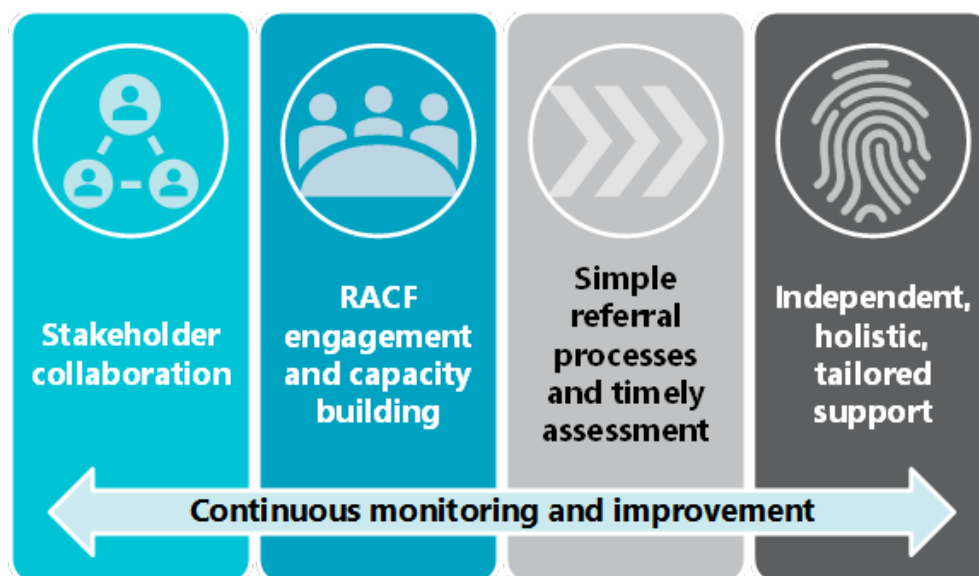 Stakeholder
collaboration
RACF
engagement
and capacity
building
Simple
referral
processes
and timely
assessment
Independent,
holistic,
tailored
support
Continuous monitoring and improvement